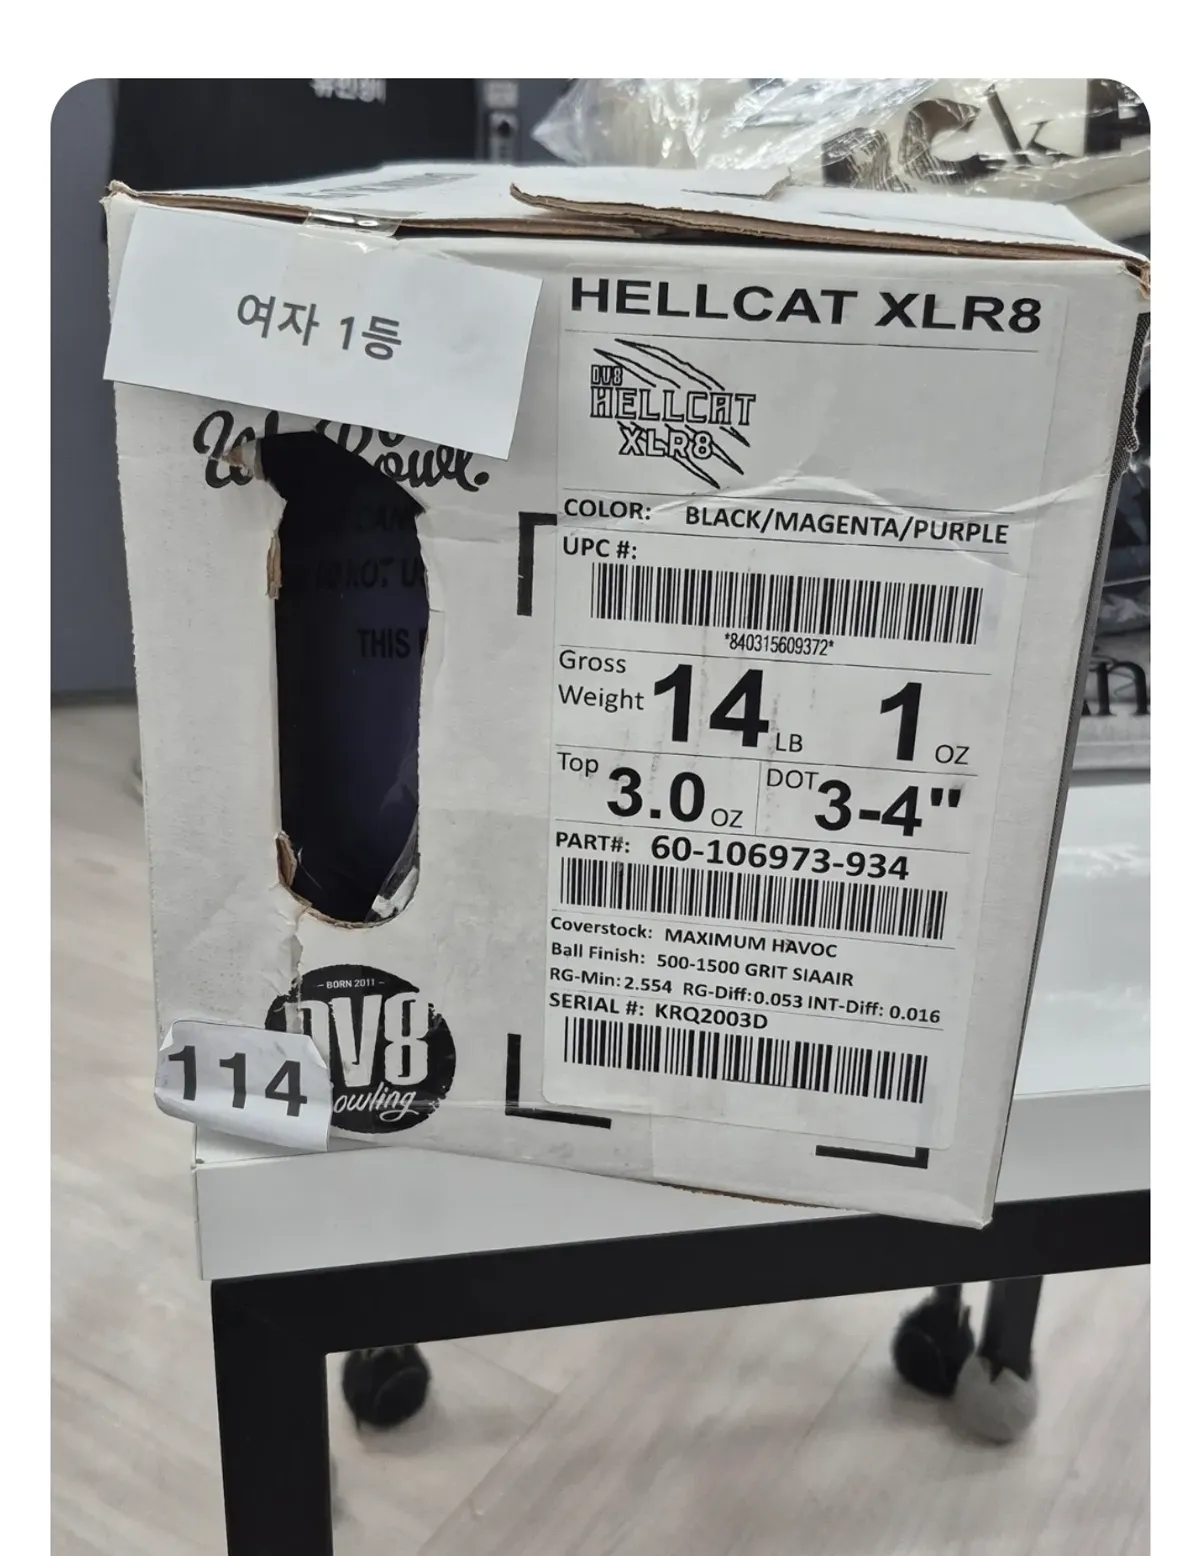 여자 1등
HELLCAT XLR8
DV8
HELLCAT
XLR8
COLOR: BLACK/MAGENTA/PURPLE
UPC #:
*840315609372*
Gross
Weight 14 LB 1 OZ
Top 3.0 OZ DOT 3-4"
PART#: 60-106973-934
Coverstock: MAXIMUM HAVOC
Ball Finish: 500-1500 GRIT SIAAIR
RG-Min: 2.554 RG-Diff: 0.053 INT-Diff: 0.016
SERIAL #: KRQ2003D
NOT
THIS
– BORN 2011 –
DV8
owling
114